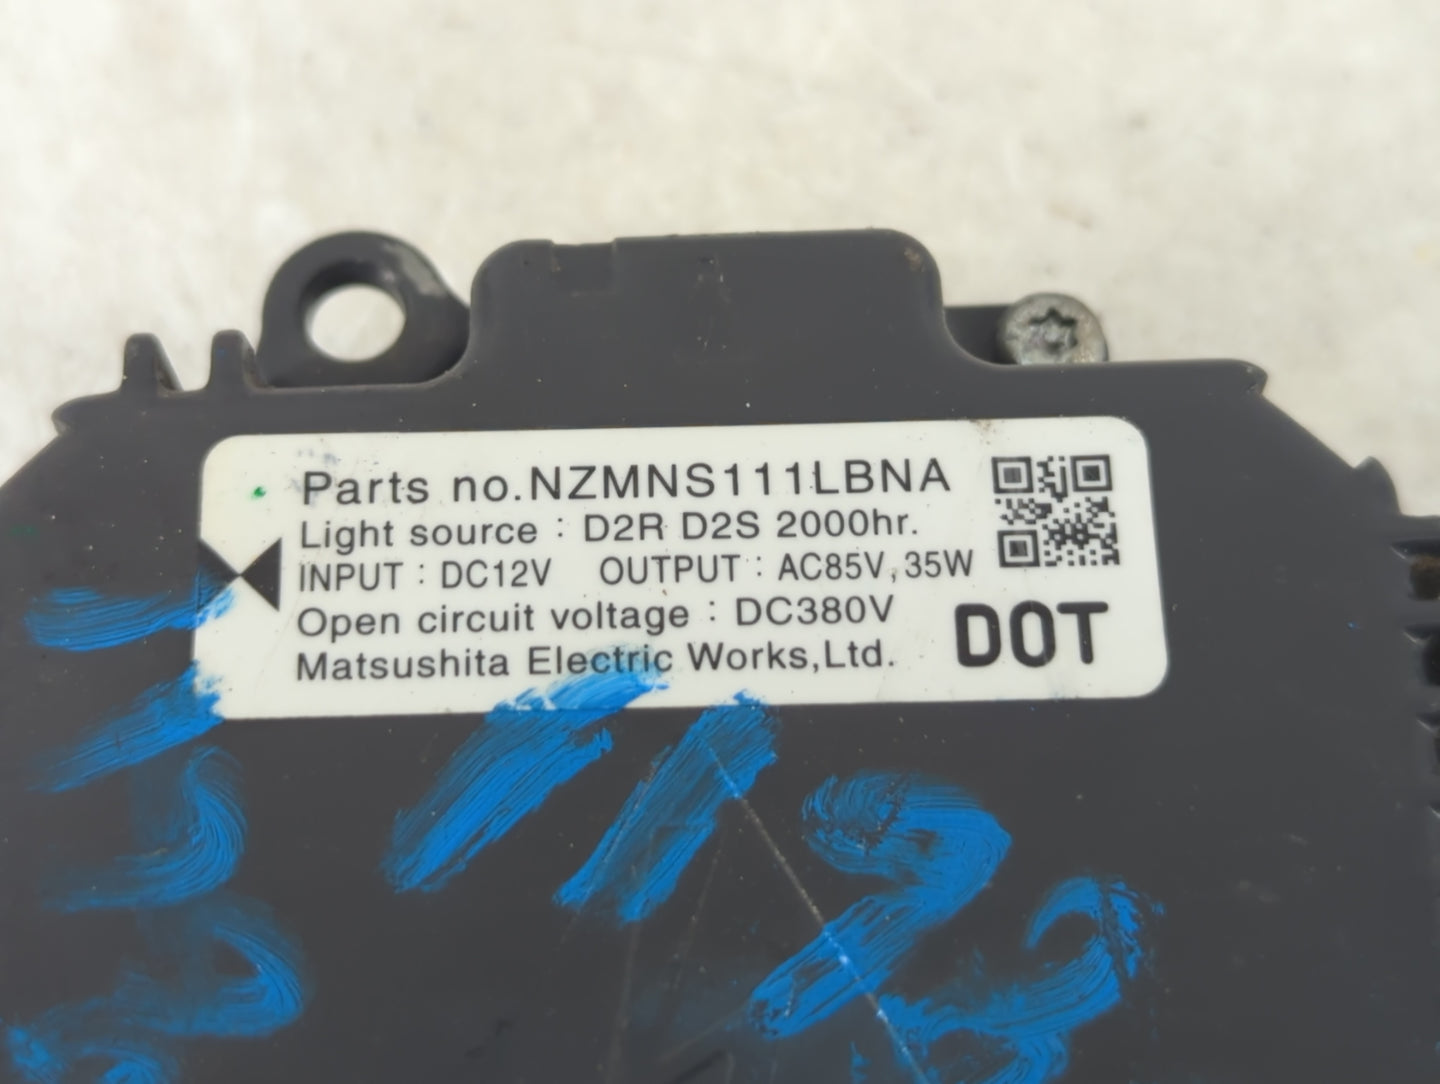 Parts no.NZMNS111LBNA
Light source : D2R D2S 2000hr.
INPUT : DC12V OUTPUT : AC85V,35W
Open circuit voltage : DC380V
Matsushita Electric Works,Ltd.
DOT